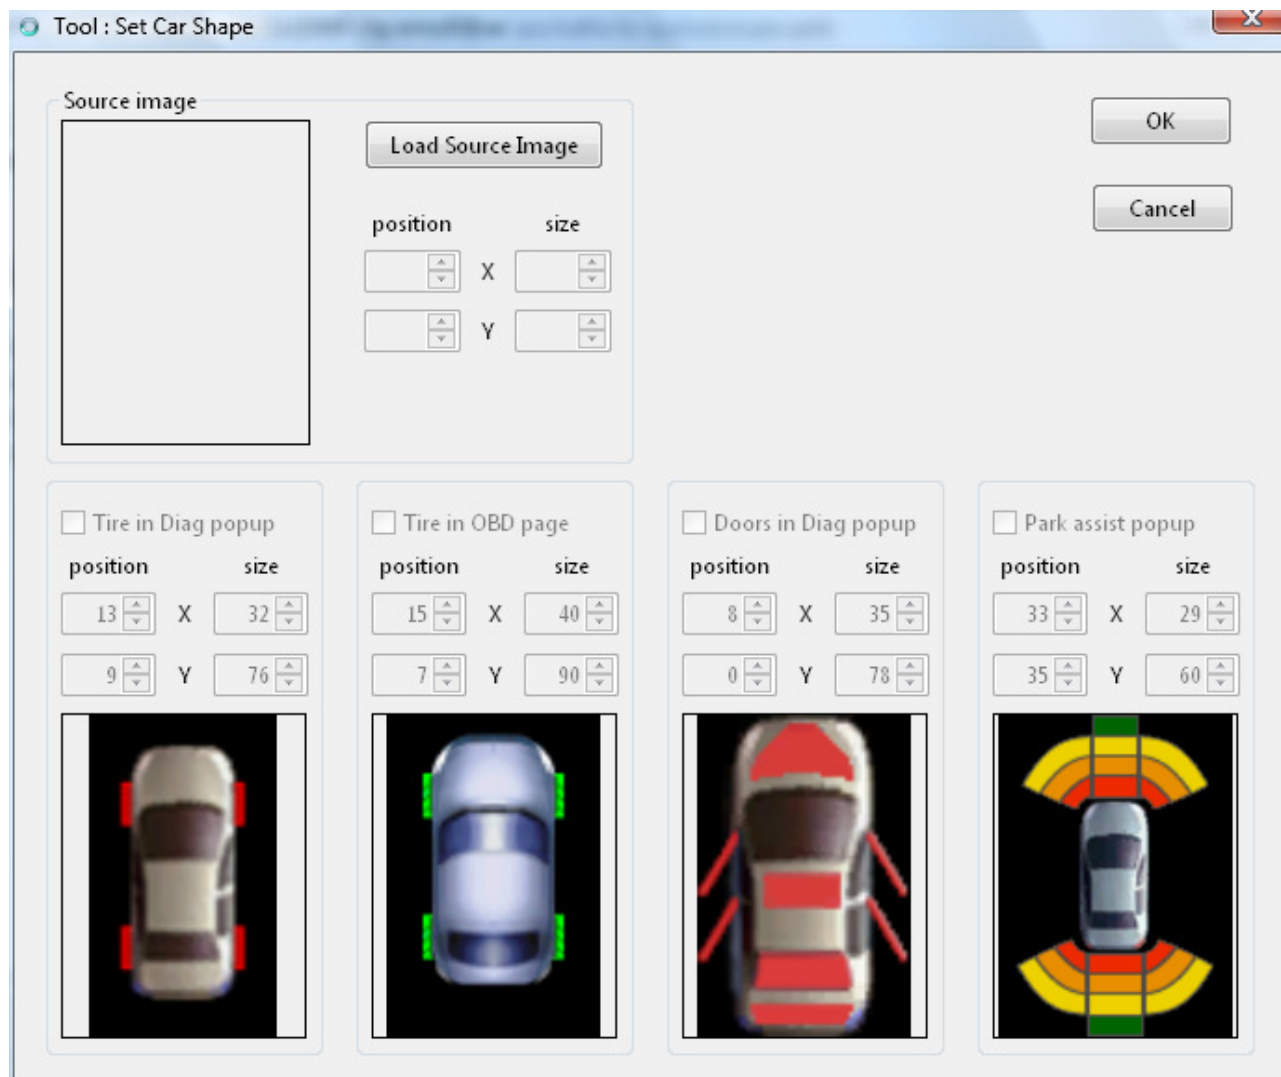 Tool : Set Car Shape
X
Source image
Load Source Image
OK
Cancel
position size
X
Y
Tire in Diag popup
position size
13 X 32
9 Y 76
Tire in OBD page
position size
15 X 40
7 Y 90
Doors in Diag popup
position size
8 X 35
0 Y 78
Park assist popup
position size
33 X 29
35 Y 60